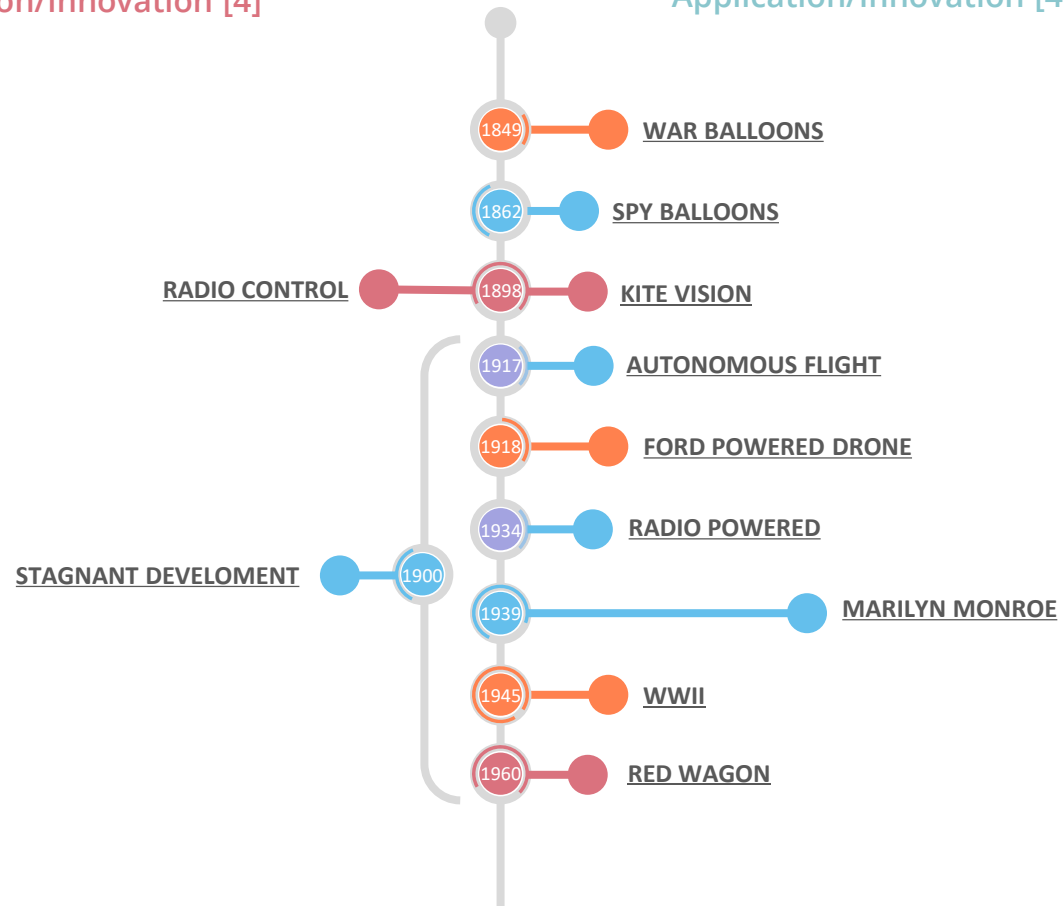 on/Innovation [4]
Application/Innovation [4
1849
WAR BALLOONS
1862
SPY BALLOONS
RADIO CONTROL
1898
KITE VISION
1917
AUTONOMOUS FLIGHT
1918
FORD POWERED DRONE
1934
RADIO POWERED
STAGNANT DEVELOMENT
1900
1939
MARILYN MONROE
1945
WWII
1960
RED WAGON